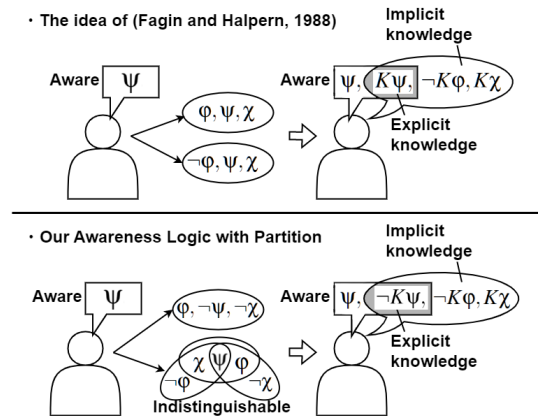 · The idea of (Fagin and Halpern, 1988)
Implicit
knowledge
Aware
ψ
Aware
ψ, Kψ, ¬Kφ, Kχ
φ, ψ, χ
¬φ, ψ, χ
Explicit
knowledge
· Our Awareness Logic with Partition
Implicit
knowledge
Aware
ψ
Aware
ψ, ¬Kψ, ¬Kφ, Kχ
φ, ¬ψ, ¬χ
χ ψ φ
¬φ ¬χ
Indistinguishable
Explicit
knowledge